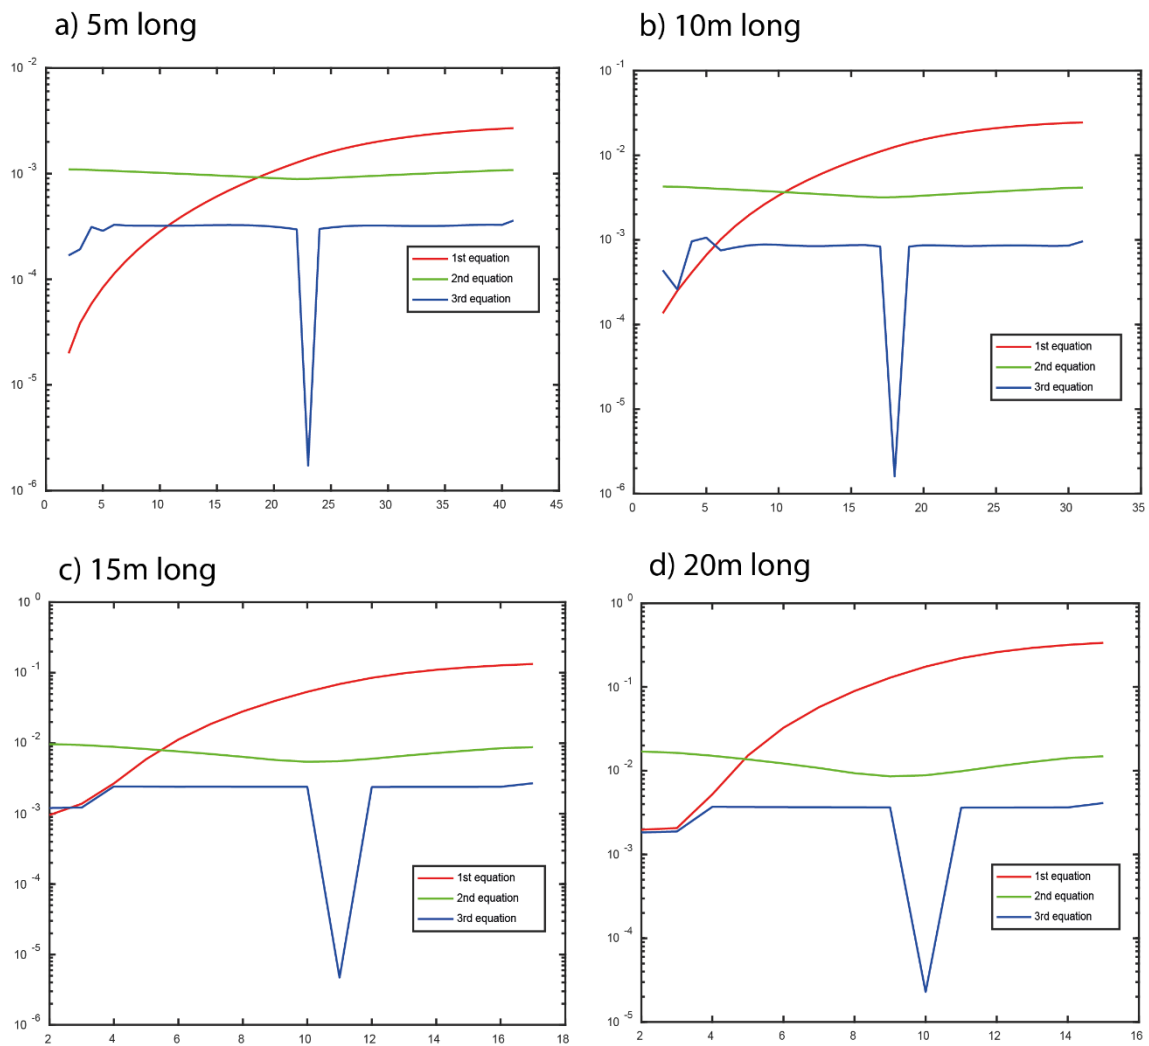 a) 5m long
10 -2
10 -3
10 -4
10 -5
10 -6
0 5 10 15 20 25 30 35 40 45
1st equation
2nd equation
3rd equation
b) 10m long
10 -1
10 -2
10 -3
10 -4
10 -5
10 -6
0 5 10 15 20 25 30 35
1st equation
2nd equation
3rd equation
c) 15m long
10 0
10 -1
10 -2
10 -3
10 -4
10 -5
10 -6
2 4 6 8 10 12 14 16 18
1st equation
2nd equation
3rd equation
d) 20m long
10 0
10 -1
10 -2
10 -3
10 -4
10 -5
2 4 6 8 10 12 14 16
1st equation
2nd equation
3rd equation